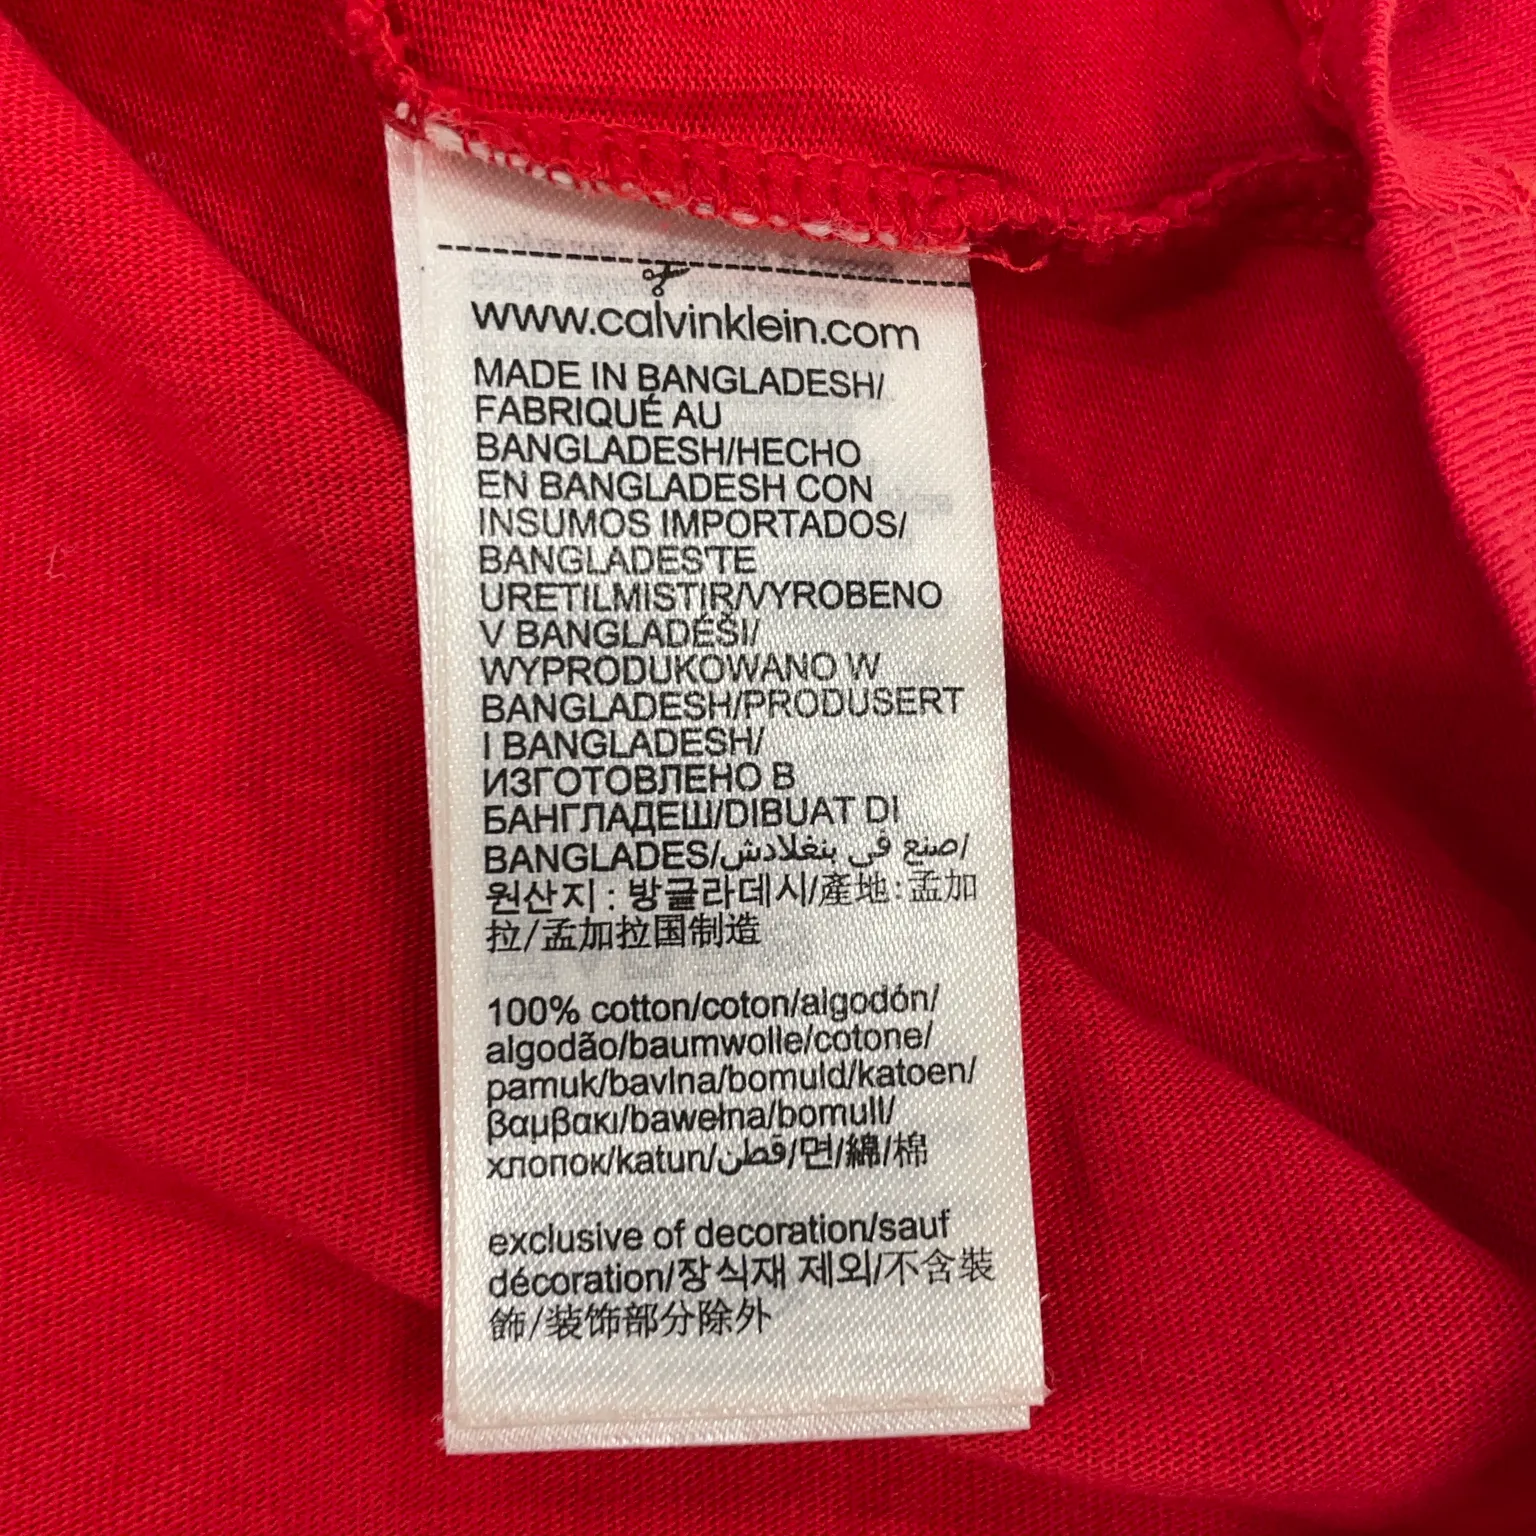 www.calvinklein.com
MADE IN BANGLADESH/
FABRIQUÉ AU
BANGLADESH/HECHO
EN BANGLADESH CON
INSUMOS IMPORTADOS/
BANGLADES'TE
URETILMISTIR/VYROBENO
V BANGLADÉŠI/
WYPRODUKOWANO W
BANGLADESH/PRODUSERT
I BANGLADESH/
ИЗГОТОВЛЕНО В
БАНГЛАДЕШ/DIBUAT DI
BANGLADES/صنع في بنغلادش/
원산지 : 방글라데시/產地: 孟加
拉/孟加拉国制造
100% cotton/coton/algodón/
algodão/baumwolle/cotone/
pamuk/bavlna/bomuld/katoen/
βαμβακι/bawełna/bomull/
хлопок/katun/قطن/면/綿/棉
exclusive of decoration/sauf
décoration/장식재 제외/不含裝
飾/装饰部分除外